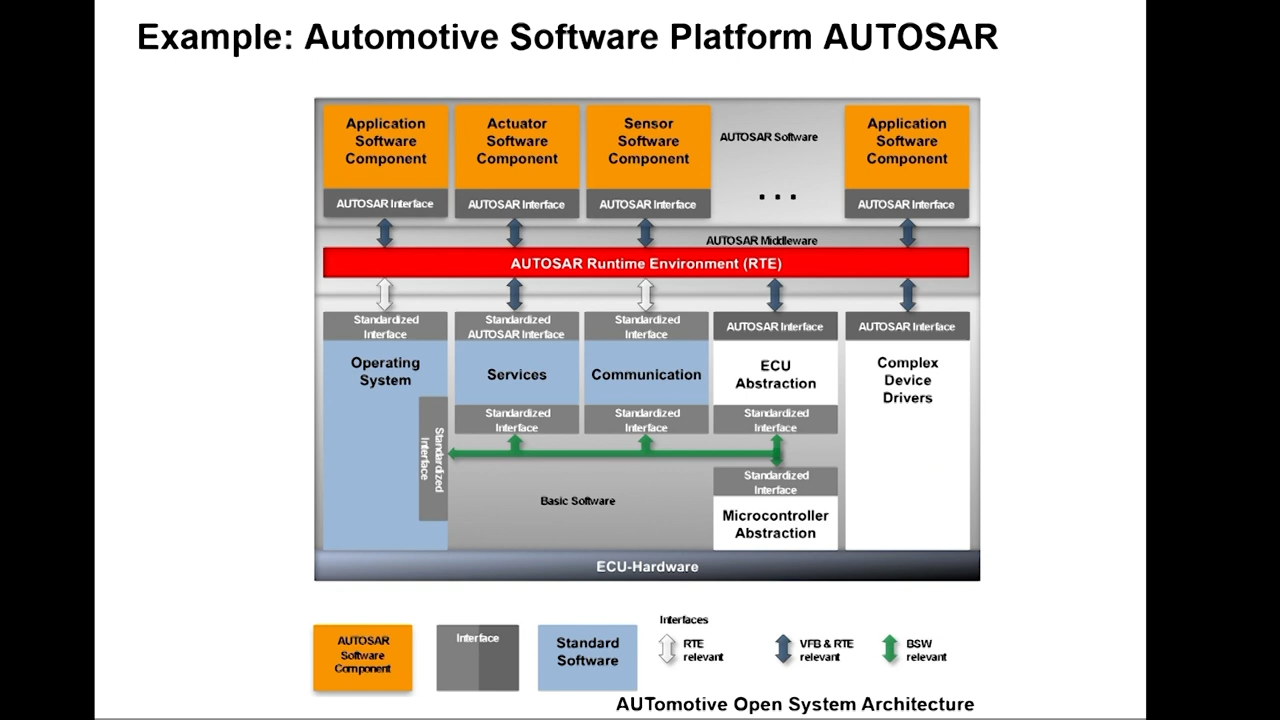 Example: Automotive Software Platform AUTOSAR
Application
Software
Component
AUTOSAR Interface
Actuator
Software
Component
AUTOSAR Interface
Sensor
Software
Component
AUTOSAR Interface
AUTOSAR Software
. . .
Application
Software
Component
AUTOSAR Interface
AUTOSAR Middleware
AUTOSAR Runtime Environment (RTE)
Standardized
Interface
Operating
System
Standardized
Interface
Standardized
AUTOSAR Interface
Services
Standardized
Interface
Standardized
Interface
Communication
Standardized
Interface
AUTOSAR Interface
ECU
Abstraction
Standardized
Interface
Standardized
Interface
Microcontroller
Abstraction
AUTOSAR Interface
Complex
Device
Drivers
Basic Software
ECU-Hardware
AUTOSAR
Software
Component
Interface
Standard
Software
Interfaces
RTE
relevant
VFB & RTE
relevant
BSW
relevant
AUTomotive Open System Architecture